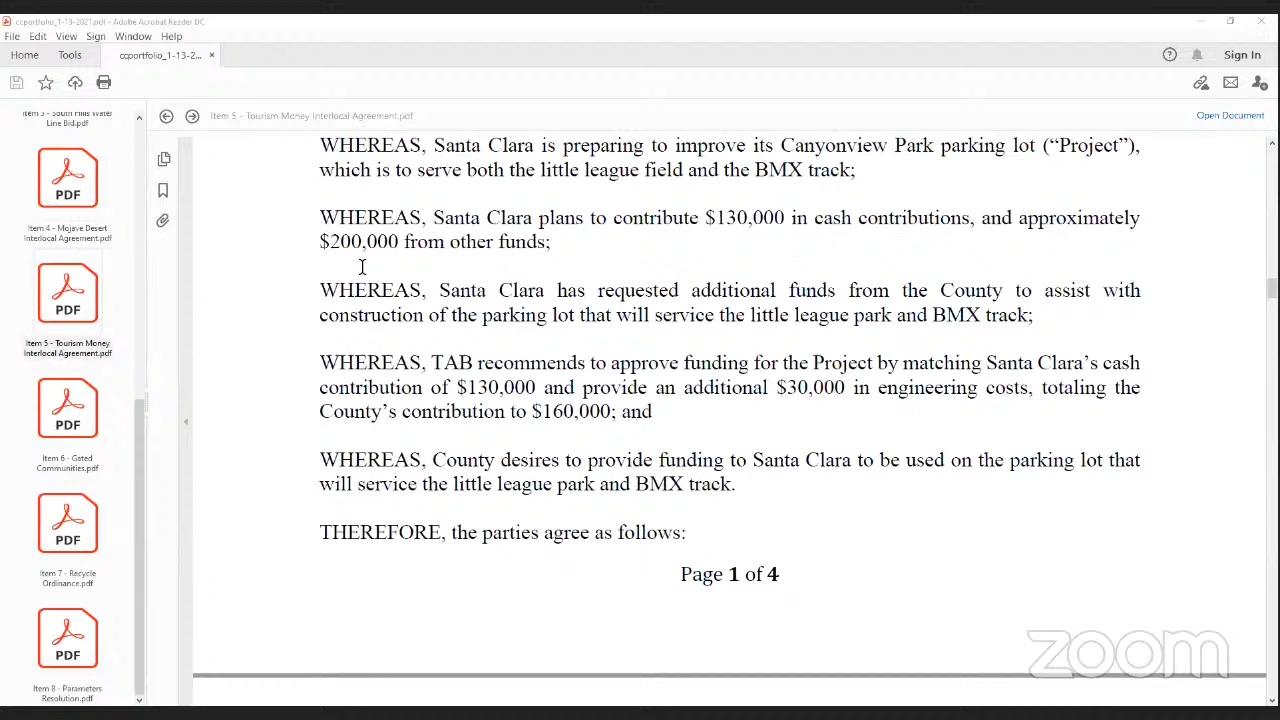 ccportfolio_1-13-2021.pdf - Adobe Acrobat Reader DC
File Edit View Sign Window Help
Home Tools ccportfolio_1-13-2... × Sign In
Item 5 - Tourism Money Interlocal Agreement.pdf Open Document
Item 3 - South Hills Water
Line Bid.pdf
PDF
Item 4 - Mojave Desert
Interlocal Agreement.pdf
PDF
Item 5 - Tourism Money
Interlocal Agreement.pdf
PDF
Item 6 - Gated
Communities.pdf
PDF
Item 7 - Recycle
Ordinance.pdf
PDF
Item 8 - Parameters
Resolution.pdf
WHEREAS, Santa Clara is preparing to improve its Canyonview Park parking lot (“Project”),
which is to serve both the little league field and the BMX track;
WHEREAS, Santa Clara plans to contribute $130,000 in cash contributions, and approximately
$200,000 from other funds;
WHEREAS, Santa Clara has requested additional funds from the County to assist with
construction of the parking lot that will service the little league park and BMX track;
WHEREAS, TAB recommends to approve funding for the Project by matching Santa Clara’s cash
contribution of $130,000 and provide an additional $30,000 in engineering costs, totaling the
County’s contribution to $160,000; and
WHEREAS, County desires to provide funding to Santa Clara to be used on the parking lot that
will service the little league park and BMX track.
THEREFORE, the parties agree as follows:
Page 1 of 4
zoom